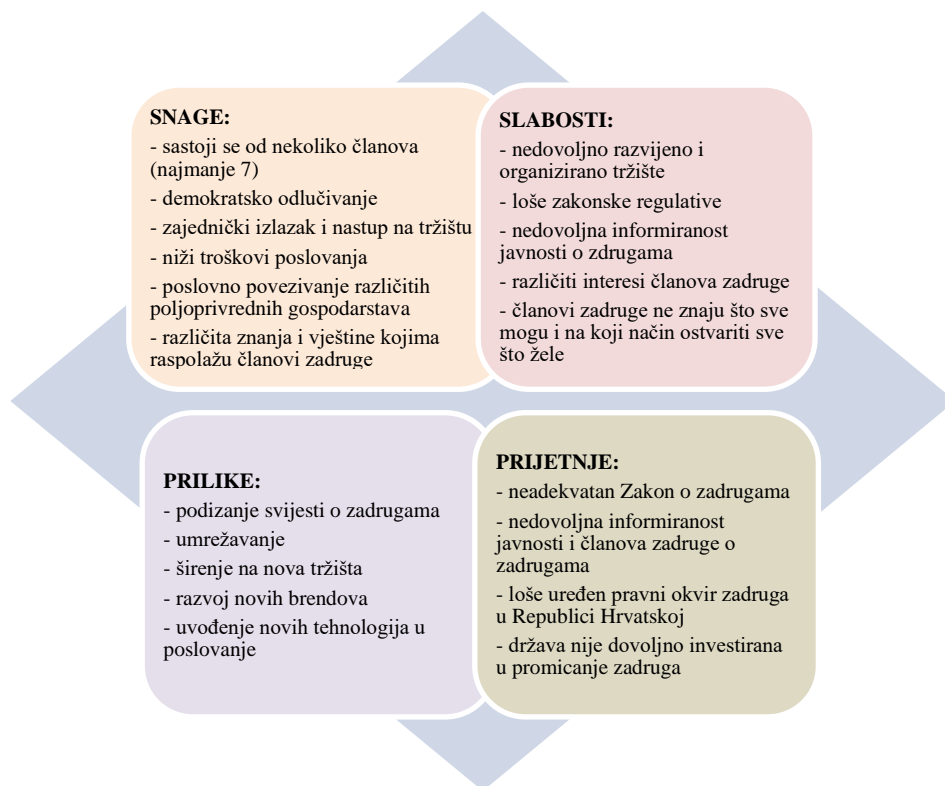 SNAGE:
- sastoji se od nekoliko članova
(najmanje 7)
- demokratsko odlučivanje
- zajednički izlazak i nastup na tržištu
- niži troškovi poslovanja
- poslovno povezivanje različitih
poljoprivrednih gospodarstava
- različita znanja i vještine kojima
raspolažu članovi zadruge
SLABOSTI:
- nedovoljno razvijeno i
organizirano tržište
- loše zakonske regulative
- nedovoljna informiranost
javnosti o zdrugama
- različiti interesi članova zadruge
- članovi zadruge ne znaju što sve
mogu i na koji način ostvariti sve
što žele
PRILIKE:
- podizanje svijesti o zadrugama
- umrežavanje
- širenje na nova tržišta
- razvoj novih brendova
- uvođenje novih tehnologija u
poslovanje
PRIJETNJE:
- neadekvatan Zakon o zadrugama
- nedovoljna informiranost
javnosti i članova zadruge o
zadrugama
- loše uređen pravni okvir zadruga
u Republici Hrvatskoj
- država nije dovoljno investirana
u promicanje zadruga